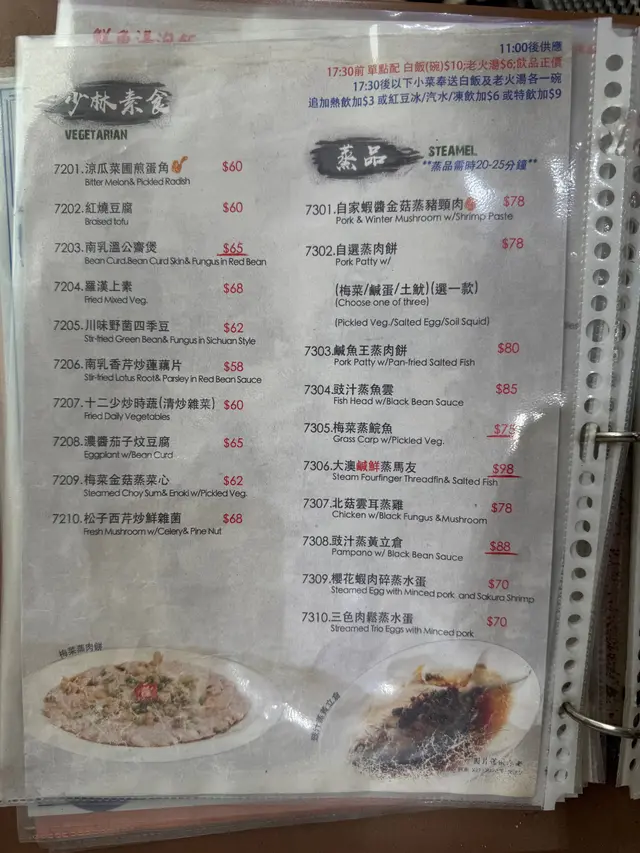 11:00後供應
17:30前 單點配 白飯(碗)$10;老火湯$6;飲品正價
17:30後以下小菜奉送白飯及老火湯各一碗
追加熱飲加$3 或紅豆冰/汽水/凍飲加$6 或特飲加$9
少林素食
VEGETARIAN
7201.涼瓜菜圃煎蛋角 $60
Bitter Melon& Pickled Radish
7202.紅燒豆腐 $60
Braised tofu
7203.南乳溫公齋煲 $65
Bean Curd.Bean Curd Skin& Fungus in Red Bean
7204.羅漢上素 $68
Fried Mixed Veg.
7205.川味野菌四季豆 $62
Stir-fried Green Bean& Fungus in Sichuan Style
7206.南乳香芹炒蓮藕片 $58
Stir-fried Lotus Root& Parsley in Red Bean Sauce
7207.十二少炒時蔬(清炒雜菜) $60
Fried Daily Vegetables
7208.濃醬茄子炆豆腐 $65
Eggplant w/Bean Curd
7209.梅菜金菇蒸菜心 $62
Steamed Choy Sum& Enoki w/Pickled Veg.
7210.松子西芹炒鮮雜菌 $68
Fresh Mushroom w/Celery& Pine Nut
蒸品
STEAMEL
**蒸品需時20-25分鐘**
7301.自家蝦醬金菇蒸豬頸肉 $78
Pork & Winter Mushroom w/Shrimp Paste
7302.自選蒸肉餅 $78
Pork Patty w/
(梅菜/鹹蛋/土魷)(選一款)
(Choose one of three)
(Pickled Veg./Salted Egg/Soil Squid)
7303.鹹魚王蒸肉餅 $80
Pork Patty w/Pan-fried Salted Fish
7304.豉汁蒸魚雲 $85
Fish Head w/Black Bean Sauce
7305.梅菜蒸鯇魚 $75
Grass Carp w/Pickled Veg.
7306.大澳鹹鮮蒸馬友 $98
Steam Fourfinger Threadfin& Salted Fish
7307.北菇雲耳蒸雞 $78
Chicken w/Black Fungus &Mushroom
7308.豉汁蒸黃立倉 $88
Pampano w/ Black Bean Sauce
7309.櫻花蝦肉碎蒸水蛋 $70
Steamed Egg with Minced pork and Sakura Shrimp
7310.三色肉鬆蒸水蛋 $70
Streamed Trio Eggs with Minced pork
梅菜蒸肉餅
豉汁蒸黃立倉